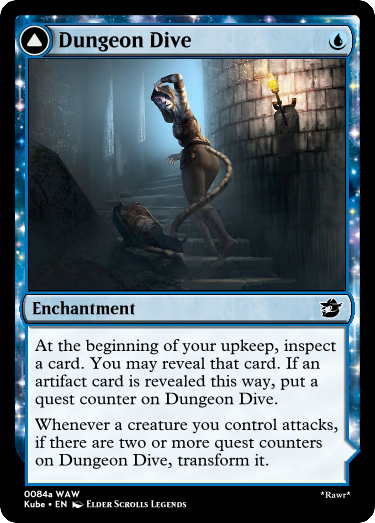 Dungeon Dive
Enchantment
At the beginning of your upkeep, inspect
a card. You may reveal that card. If an
artifact card is revealed this way, put a
quest counter on Dungeon Dive.
Whenever a creature you control attacks,
if there are two or more quest counters
on Dungeon Dive, transform it.
0084a WAW
Kube • EN Elder Scrolls Legends
*Rawr*